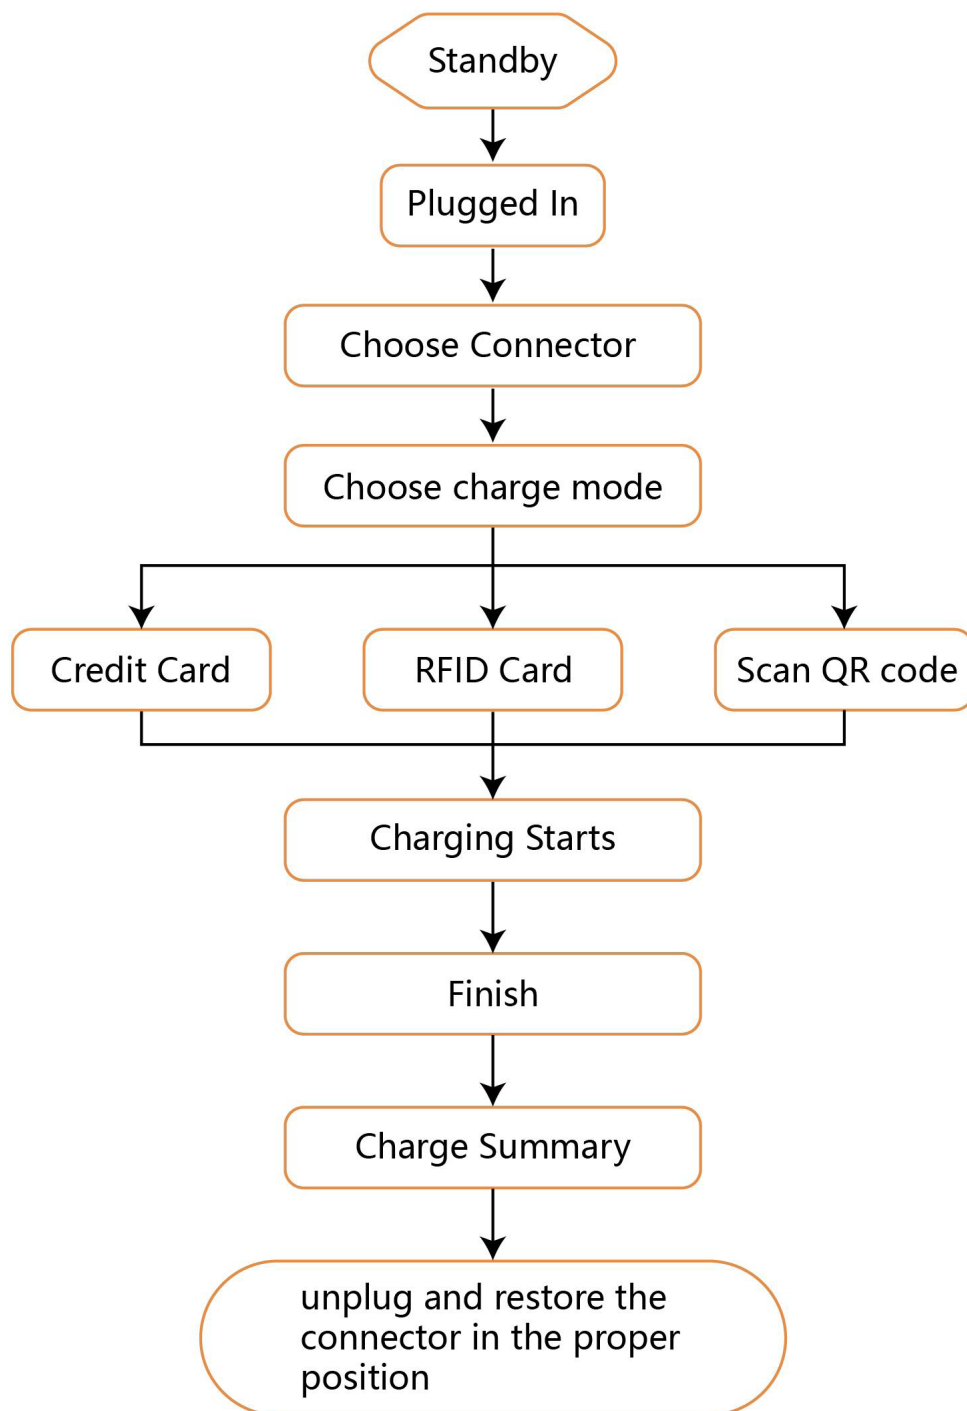 Standby
Plugged In
Choose Connector
Choose charge mode
Credit Card
RFID Card
Scan QR code
Charging Starts
Finish
Charge Summary
unplug and restore the
connector in the proper
position